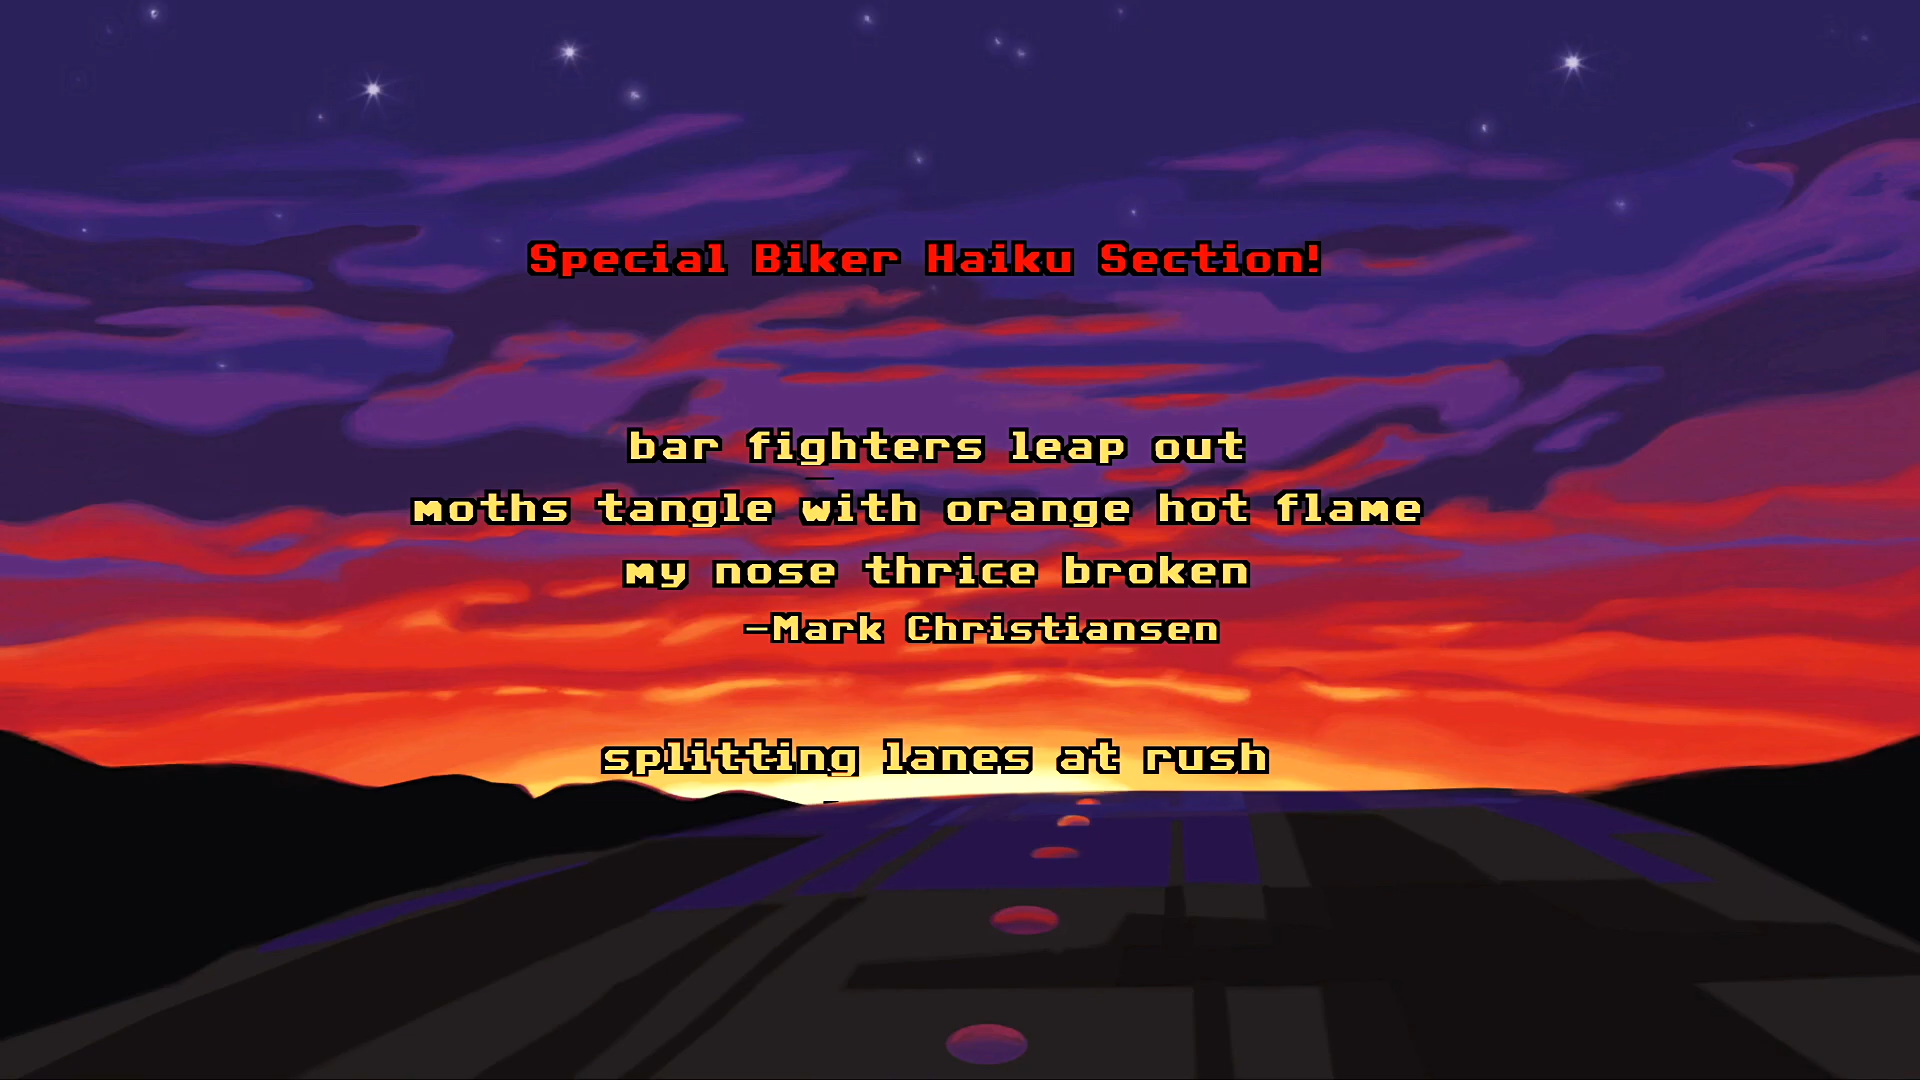 Special Biker Haiku Section!
bar fighters leap out
moths tangle with orange hot flame
my nose thrice broken
-Mark Christiansen
splitting lanes at rush